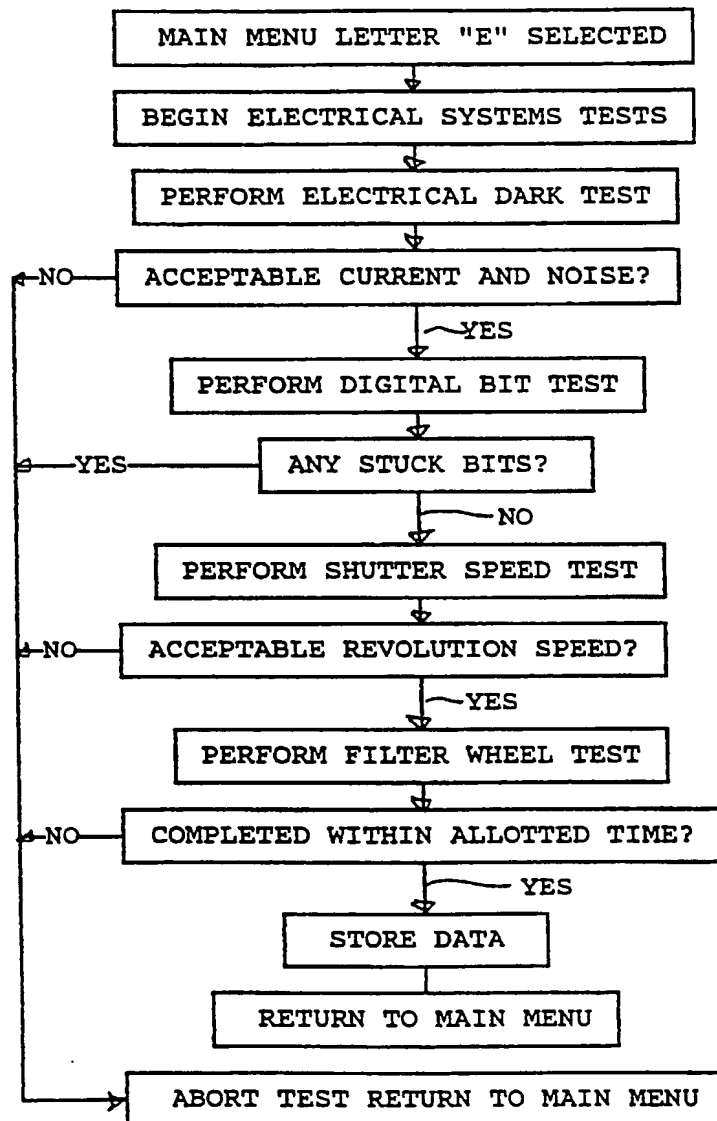 MAIN MENU LETTER "E" SELECTED
BEGIN ELECTRICAL SYSTEMS TESTS
PERFORM ELECTRICAL DARK TEST
NO
ACCEPTABLE CURRENT AND NOISE?
YES
PERFORM DIGITAL BIT TEST
YES
ANY STUCK BITS?
NO
PERFORM SHUTTER SPEED TEST
NO
ACCEPTABLE REVOLUTION SPEED?
YES
PERFORM FILTER WHEEL TEST
NO
COMPLETED WITHIN ALLOTTED TIME?
YES
STORE DATA
RETURN TO MAIN MENU
ABORT TEST RETURN TO MAIN MENU